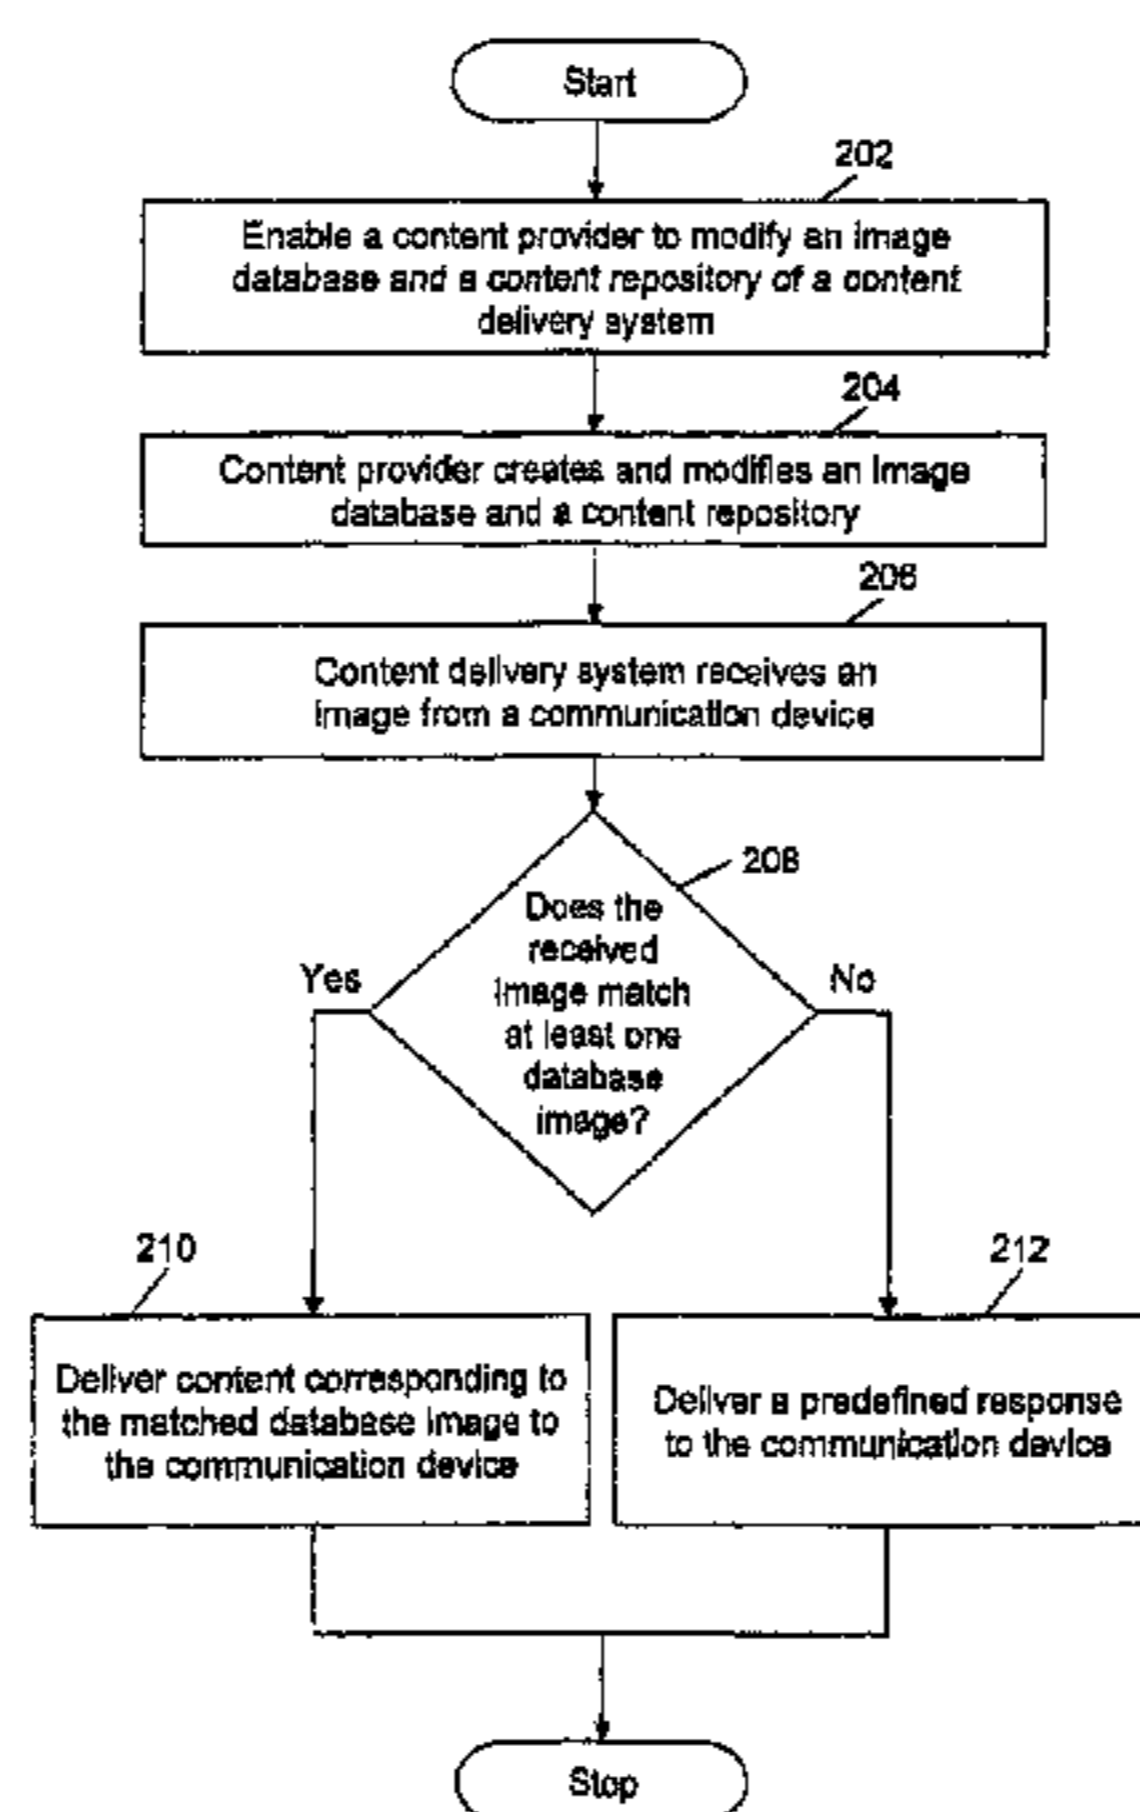 Start
202
Enable a content provider to modify an image
database and a content repository of a content
delivery system
204
Content provider creates and modifies an image
database and a content repository
206
Content delivery system receives an
image from a communication device
208
Does the
received
image match
at least one
database
image?
Yes
No
210
212
Deliver content corresponding to
the matched database image to
the communication device
Deliver a predefined response
to the communication device
Stop